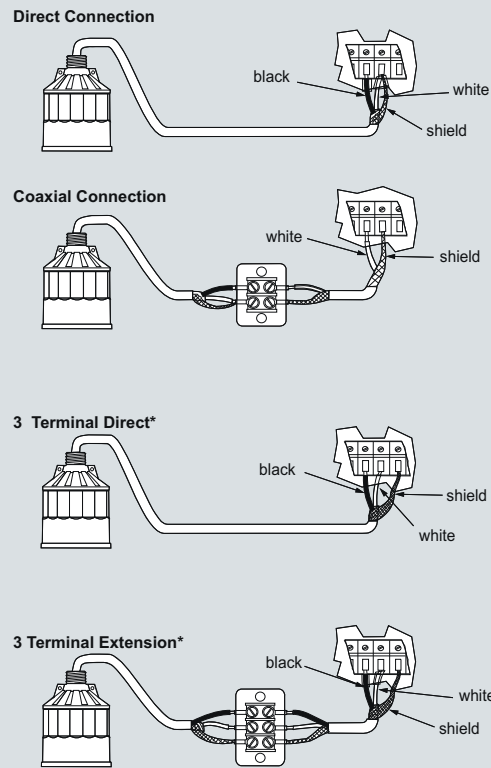 Direct Connection
black
white
shield
Coaxial Connection
white
shield
3 Terminal Direct*
black
shield
white
3 Terminal Extension*
black
white
shield